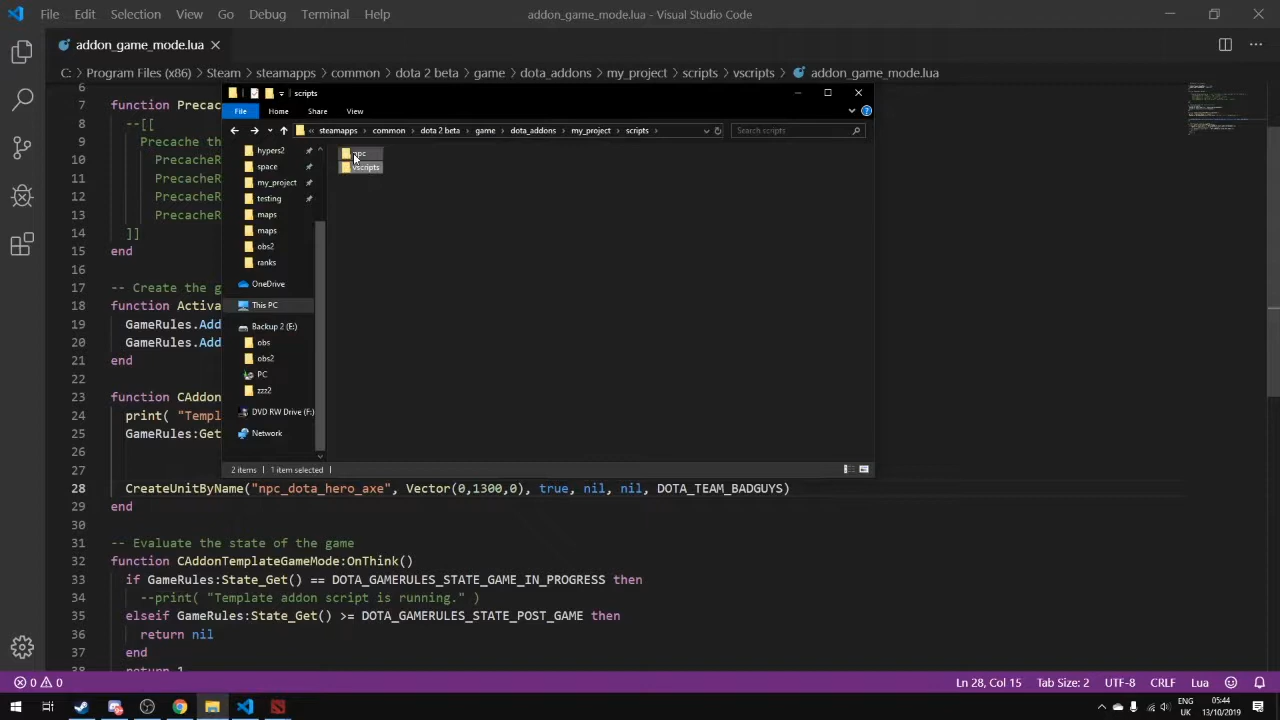 File Edit Selection View Go Debug Terminal Help
addon_game_mode.lua - Visual Studio Code
addon_game_mode.lua
C: > Program Files (x86) > Steam > steamapps > common > dota 2 beta > game > dota_addons > my_project > scripts > vscripts > addon_game_mode.lua
6
7 function Precac
8 --[[
9 Precache th
10 PrecacheR
11 PrecacheR
12 PrecacheR
13 PrecacheR
14 ]]
15 end
16
17 -- Create the g
18 function Activa
19 GameRules.Add
20 GameRules.Add
21 end
22
23 function CAddon
24 print( "Templ
25 GameRules:Get
26
27
28 CreateUnitByName("npc_dota_hero_axe", Vector(0,1300,0), true, nil, nil, DOTA_TEAM_BADGUYS)
29 end
30
31 -- Evaluate the state of the game
32 function CAddonTemplateGameMode:OnThink()
33 if GameRules:State_Get() == DOTA_GAMERULES_STATE_GAME_IN_PROGRESS then
34 --print( "Template addon script is running." )
35 elseif GameRules:State_Get() >= DOTA_GAMERULES_STATE_POST_GAME then
36 return nil
37 end
38 return 1
scripts
File Home Share View
« steamapps > common > dota 2 beta > game > dota_addons > my_project > scripts >
Search scripts
hypers2
space
my_project
testing
maps
maps
obs2
ranks
OneDrive
This PC
Backup 2 (E:)
obs
obs2
PC
zzz2
DVD RW Drive (F:)
Network
npc
vscripts
2 items 1 item selected
0 0
Ln 28, Col 15 Tab Size: 2 UTF-8 CRLF Lua
ENG
UK
05:44
13/10/2019